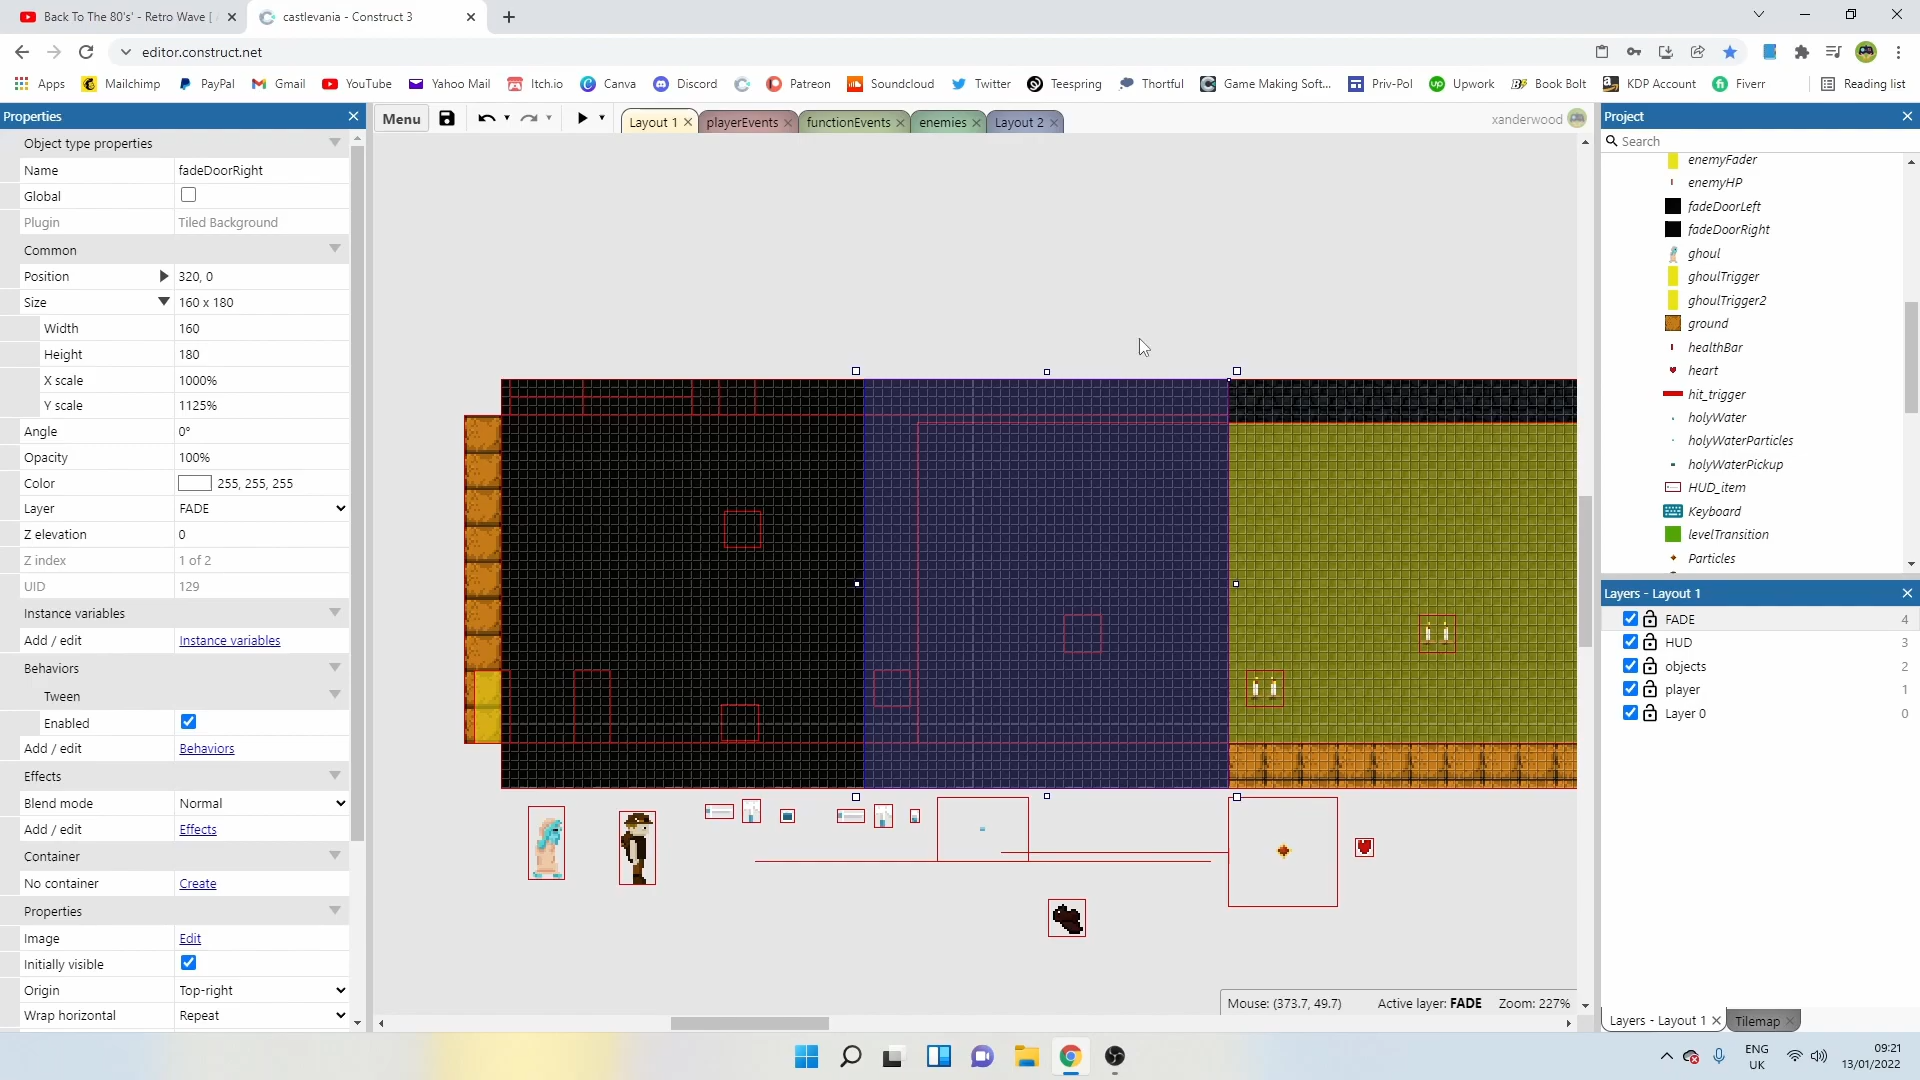 Back To The 80's' - Retro Wave [
castlevania - Construct 3
editor.construct.net
Apps
Mailchimp
PayPal
Gmail
YouTube
Yahoo Mail
Itch.io
Canva
Discord
Patreon
Soundcloud
Twitter
Teespring
Thortful
Game Making Soft...
Priv-Pol
Upwork
Book Bolt
KDP Account
Fiverr
Reading list
Properties
Menu
Layout 1
playerEvents
functionEvents
enemies
Layout 2
xanderwood
Project
Object type properties
Name
fadeDoorRight
Global
Plugin
Tiled Background
Common
Position
320, 0
Size
160 x 180
Width
160
Height
180
X scale
1000%
Y scale
1125%
Angle
0°
Opacity
100%
Color
255, 255, 255
Layer
FADE
Z elevation
0
Z index
1 of 2
UID
129
Instance variables
Add / edit
Instance variables
Behaviors
Tween
Enabled
Add / edit
Behaviors
Effects
Blend mode
Normal
Add / edit
Effects
Container
No container
Create
Properties
Image
Edit
Initially visible
Origin
Top-right
Wrap horizontal
Repeat
Search
enemyFader
enemyHP
fadeDoorLeft
fadeDoorRight
ghoul
ghoulTrigger
ghoulTrigger2
ground
healthBar
heart
hit_trigger
holyWater
holyWaterParticles
holyWaterPickup
HUD_item
Keyboard
levelTransition
Particles
Layers - Layout 1
FADE
4
HUD
3
objects
2
player
1
Layer 0
0
Mouse: (373.7, 49.7)
Active layer: FADE
Zoom: 227%
Layers - Layout 1
Tilemap
ENG
UK
09:21
13/01/2022